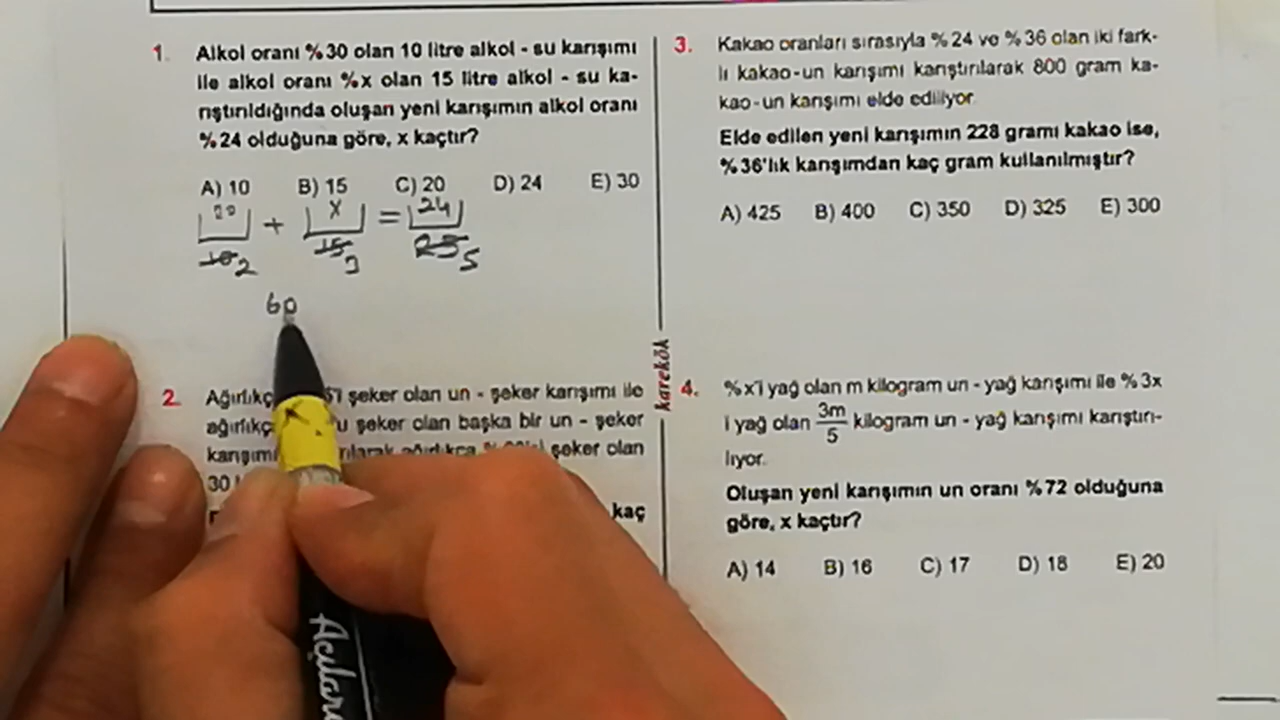 1. Alkol oranı %30 olan 10 litre alkol - su karışımı
ile alkol oranı %x olan 15 litre alkol - su ka-
rıştırıldığında oluşan yeni karışımın alkol oranı
%24 olduğuna göre, x kaçtır?
A) 10 B) 15 C) 20 D) 24 E) 30
+ x = 24
10 2 15 3 25 5
60
2. şeker olan un - şeker karışımı ile
şeker olan başka bir un - şeker
şeker olan
30
kaç
karekök
3. Kakao oranları sırasıyla %24 ve %36 olan iki fark-
lı kakao-un karışımı karıştırılarak 800 gram ka-
kao-un karışımı elde ediliyor
Elde edilen yeni karışımın 228 gramı kakao ise,
%36'lık karışımdan kaç gram kullanılmıştır?
A) 425 B) 400 C) 350 D) 325 E) 300
4. %x'i yağ olan m kilogram un - yağ karışımı ile %3x
i yağ olan 3m/5 kilogram un - yağ karışımı karıştırı-
lıyor.
Oluşan yeni karışımın un oranı %72 olduğuna
göre, x kaçtır?
A) 14 B) 16 C) 17 D) 18 E) 20
Açılar